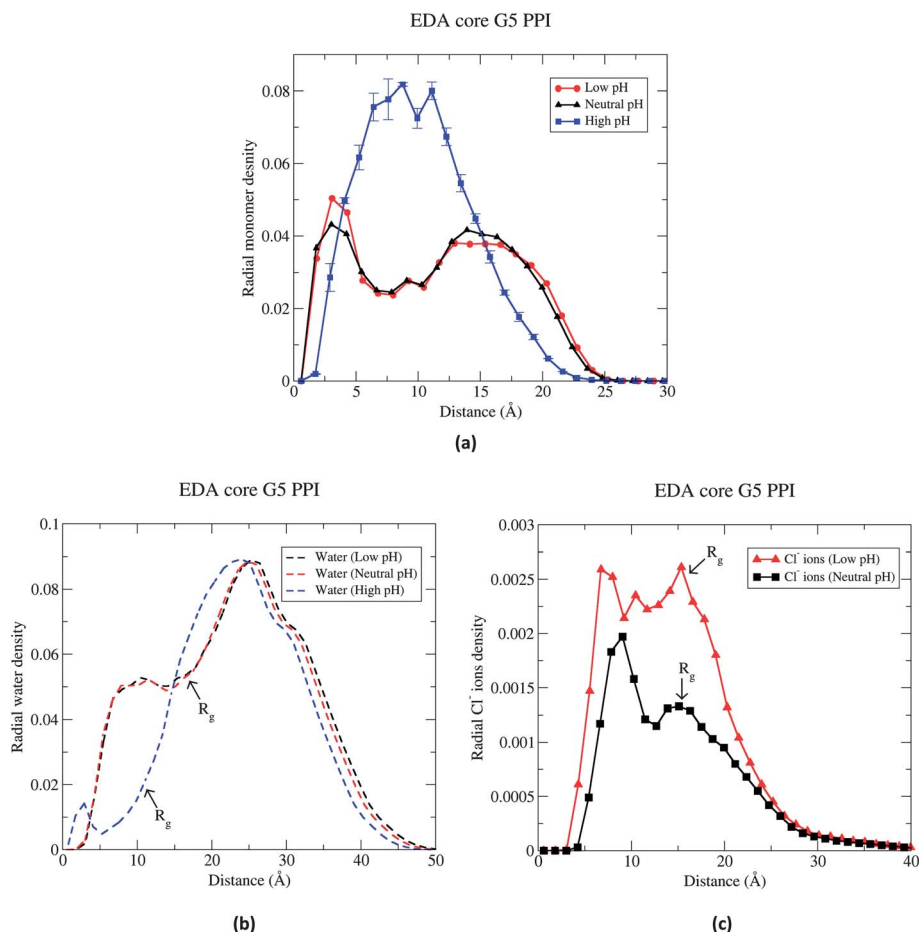 EDA core G5 PPI
Radial monomer desnity
0.08
0.06
0.04
0.02
0
Low pH
Neutral pH
High pH
0 5 10 15 20 25 30
Distance (Å)
(a)
EDA core G5 PPI
Radial water density
0.1
0.08
0.06
0.04
0.02
0
Water (Low pH)
Water (Neutral pH)
Water (High pH)
Rg
Rg
0 10 20 30 40 50
Distance (Å)
(b)
EDA core G5 PPI
Radial Cl- ions density
0.003
0.0025
0.002
0.0015
0.001
0.0005
0.000
Cl- ions (Low pH)
Cl- ions (Neutral pH)
Rg
Rg
0 10 20 30 40
Distance (Å)
(c)